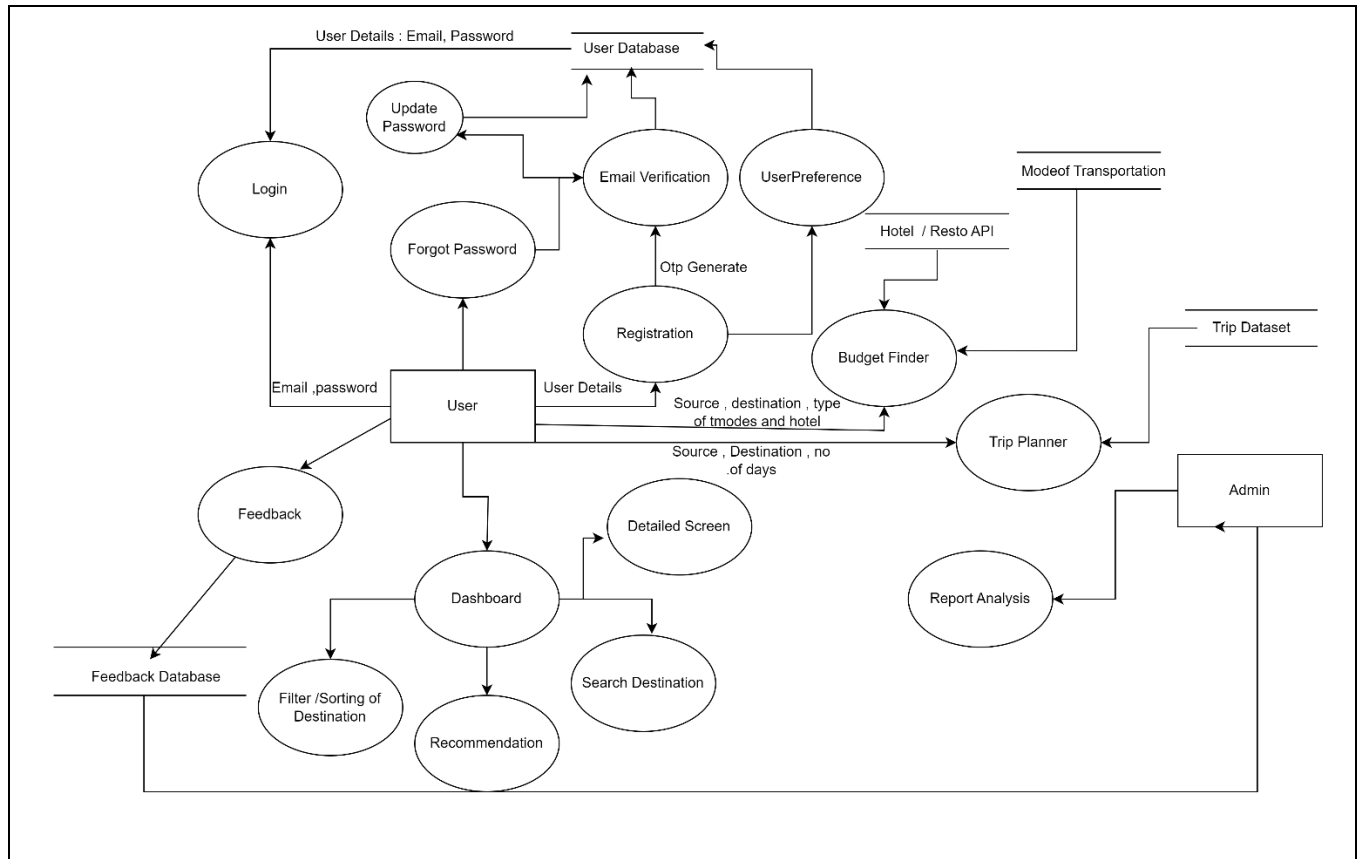 User Details : Email, Password
User Database
Update
Password
Login
Email Verification
UserPreference
Modeof Transportation
Hotel / Resto API
Forgot Password
Otp Generate
Registration
Budget Finder
Trip Dataset
Email ,password
User
User Details
Source , destination , type
of tmodes and hotel
Source , Destination , no
.of days
Trip Planner
Admin
Feedback
Detailed Screen
Dashboard
Report Analysis
Feedback Database
Filter /Sorting of
Destination
Search Destination
Recommendation